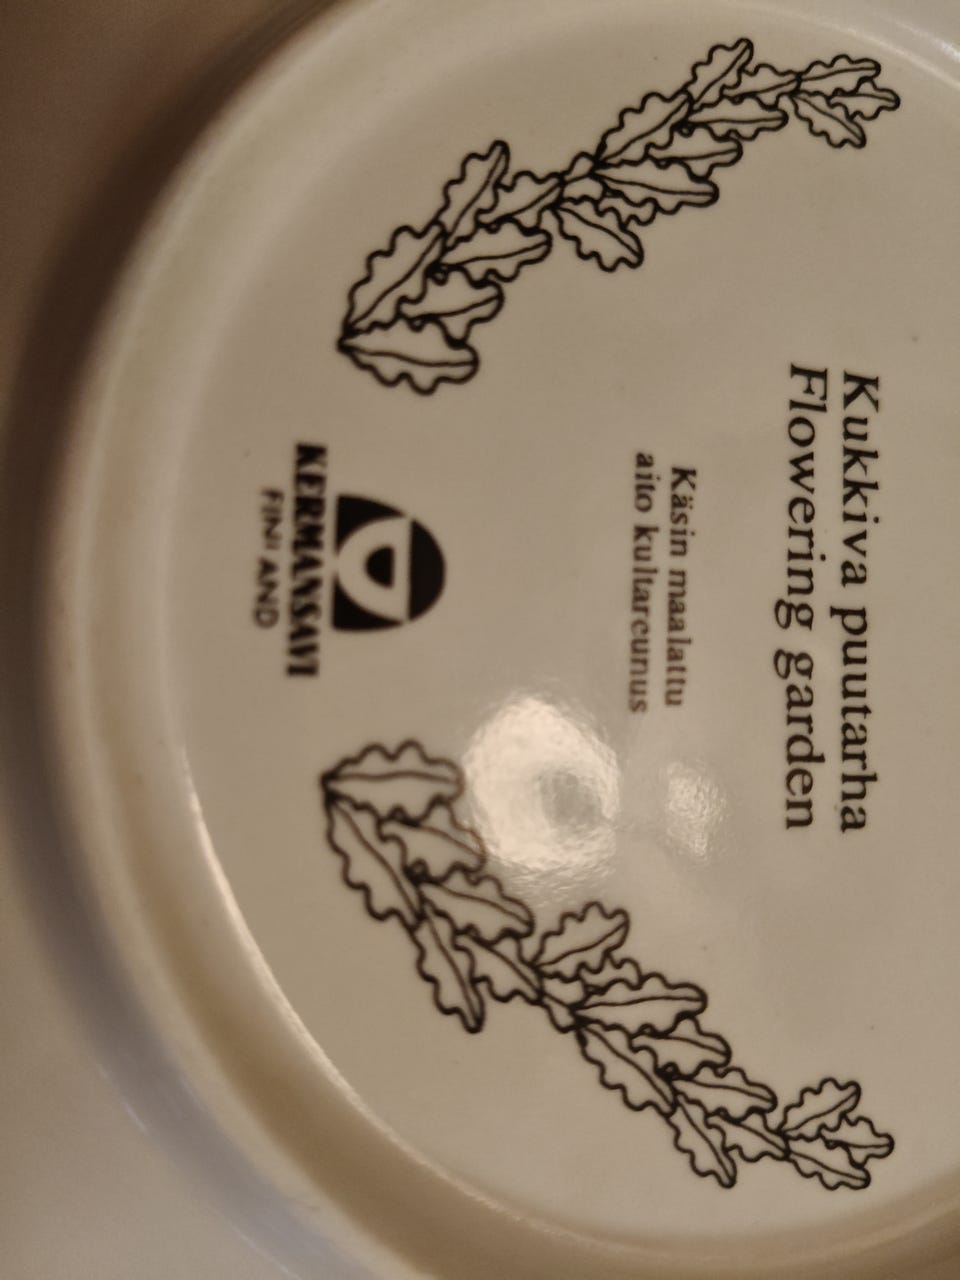 Kukkiva puutarha
Flowering garden
Käsin maalattu
aito kultareunus
KERMANSAVI
FINLAND